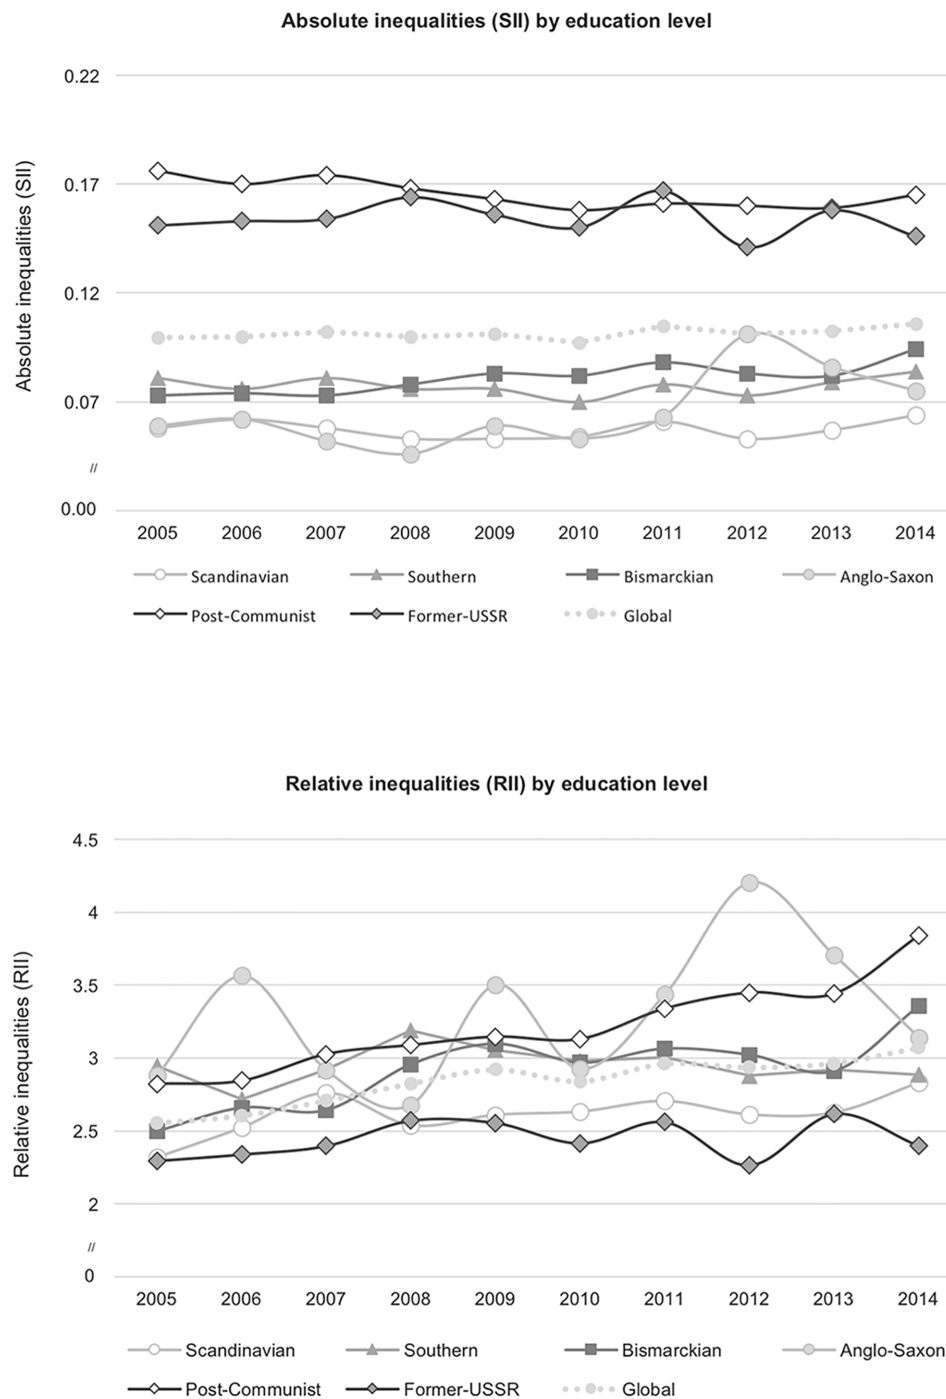 Absolute inequalities (SII) by education level
0.22
0.17
0.12
0.07
//
0.00
Absolute inequalities (SII)
2005 2006 2007 2008 2009 2010 2011 2012 2013 2014
Scandinavian Southern Bismarckian Anglo-Saxon
Post-Communist Former-USSR Global
Relative inequalities (RII) by education level
4.5
4
3.5
3
2.5
2
//
0
Relative inequalities (RII)
2005 2006 2007 2008 2009 2010 2011 2012 2013 2014
Scandinavian Southern Bismarckian Anglo-Saxon
Post-Communist Former-USSR Global